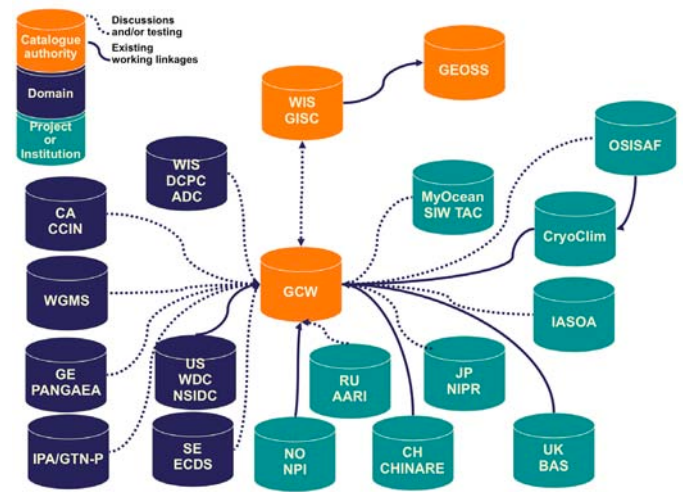 Catalogue
authority
Domain
Project
or
Institution
Discussions
and/or testing
Existing
working linkages
WIS
GISC
GEOSS
OSISAF
WIS
DCPC
ADC
MyOcean
SIW TAC
CA
CCIN
CryoClim
GCW
WGMS
IASOA
GE
PANGAEA
US
WDC
NSIDC
RU
AARI
JP
NIPR
IPA/GTN-P
SE
ECDS
NO
NPI
CH
CHINARE
UK
BAS